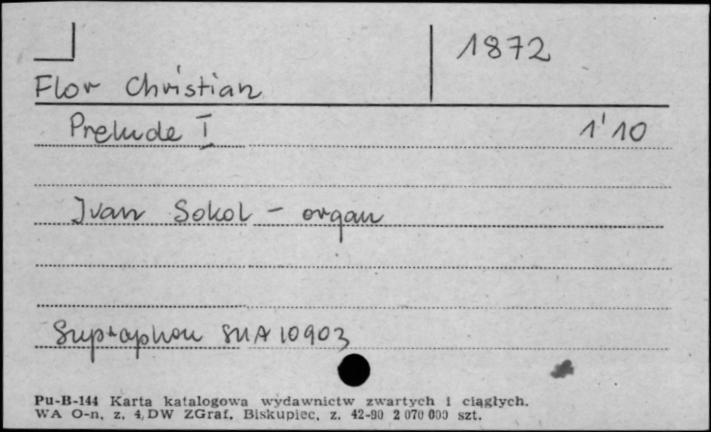 1872
Flor Christian
Prelude I 1'10
Ivan Sokol - organ
Supraphon SUA 10903
Pu-B-144 Karta katalogowa wydawnictw zwartych i ciągłych.
WA O-n, z. 4, DW ZGraf. Biskupiec, z. 42-80 2 070 000 szt.